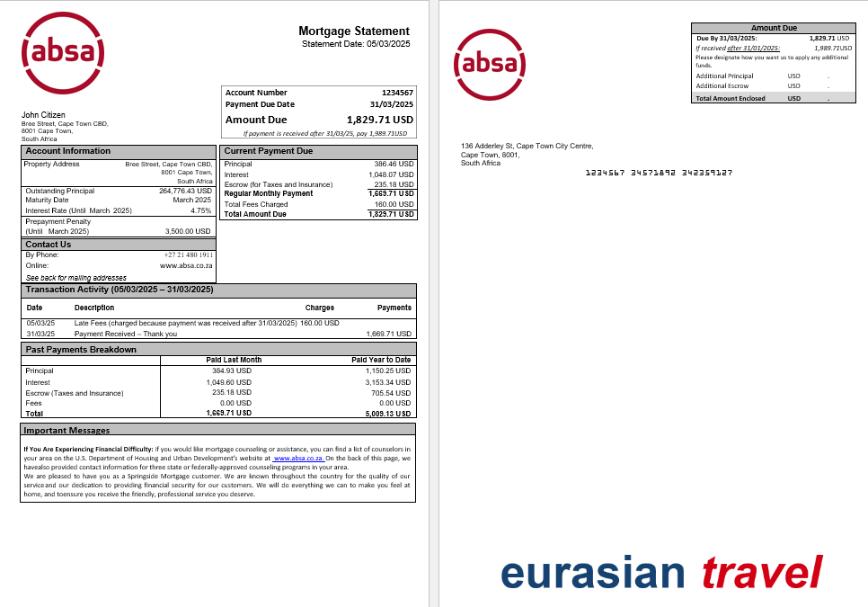 absa
Mortgage Statement
Statement Date: 05/03/2025
Account Number 1234567
Payment Due Date 31/03/2025
Amount Due 1,829.71 USD
If payment is received after 31/03/25, pay 1,989.71USD
John Citizen
Bree Street, Cape Town CBD,
8001 Cape Town,
South Africa
Account Information
Property Address Bree Street, Cape Town CBD,
8001 Cape Town,
South Africa
Outstanding Principal 264,776.43 USD
Maturity Date March 2025
Interest Rate (Until March 2025) 4.75%
Prepayment Penalty
(Until March 2025) 3,500.00 USD
Contact Us
By Phone: +27 21 480 1911
Online: www.absa.co.za
See back for mailing addresses
Current Payment Due
Principal 386.46 USD
Interest 1,048.07 USD
Escrow (for Taxes and Insurance) 235.18 USD
Regular Monthly Payment 1,669.71 USD
Total Fees Charged 160.00 USD
Total Amount Due 1,829.71 USD
Transaction Activity (05/03/2025 – 31/03/2025)
Date Description Charges Payments
05/03/25 Late Fees (charged because payment was received after 31/03/2025) 160.00 USD
31/03/25 Payment Received – Thank you 1,669.71 USD
Past Payments Breakdown
Paid Last Month Paid Year to Date
Principal 384.93 USD 1,150.25 USD
Interest 1,049.60 USD 3,153.34 USD
Escrow (Taxes and Insurance) 235.18 USD 705.54 USD
Fees 0.00 USD 0.00 USD
Total 1,669.71 USD 5,009.13 USD
Important Messages
If You Are Experiencing Financial Difficulty: if you would like mortgage counseling or assistance, you can find a list of counselors in
your area on the U.S. Department of Housing and Urban Development's website at www.absa.co.za On the back of this page, we
havealso provided contact information for three state or federally-approved counseling programs in your area.
We are pleased to have you as a Springside Mortgage customer. We are known throughout the country for the quality of our
service and our dedication to providing financial security for our customers. We will do everything we can to make you feel at
home, and toensure you receive the friendly, professional service you deserve.
absa
Amount Due
Due By 31/03/2025: 1,829.71 USD
If received after 31/01/2025: 1,989.71USD
Please designate how you want us to apply any additional
funds.
Additional Principal USD .
Additional Escrow USD .
Total Amount Enclosed USD .
136 Adderley St, Cape Town City Centre,
Cape Town, 8001,
South Africa
1234567 34571892 342359127
eurasian travel